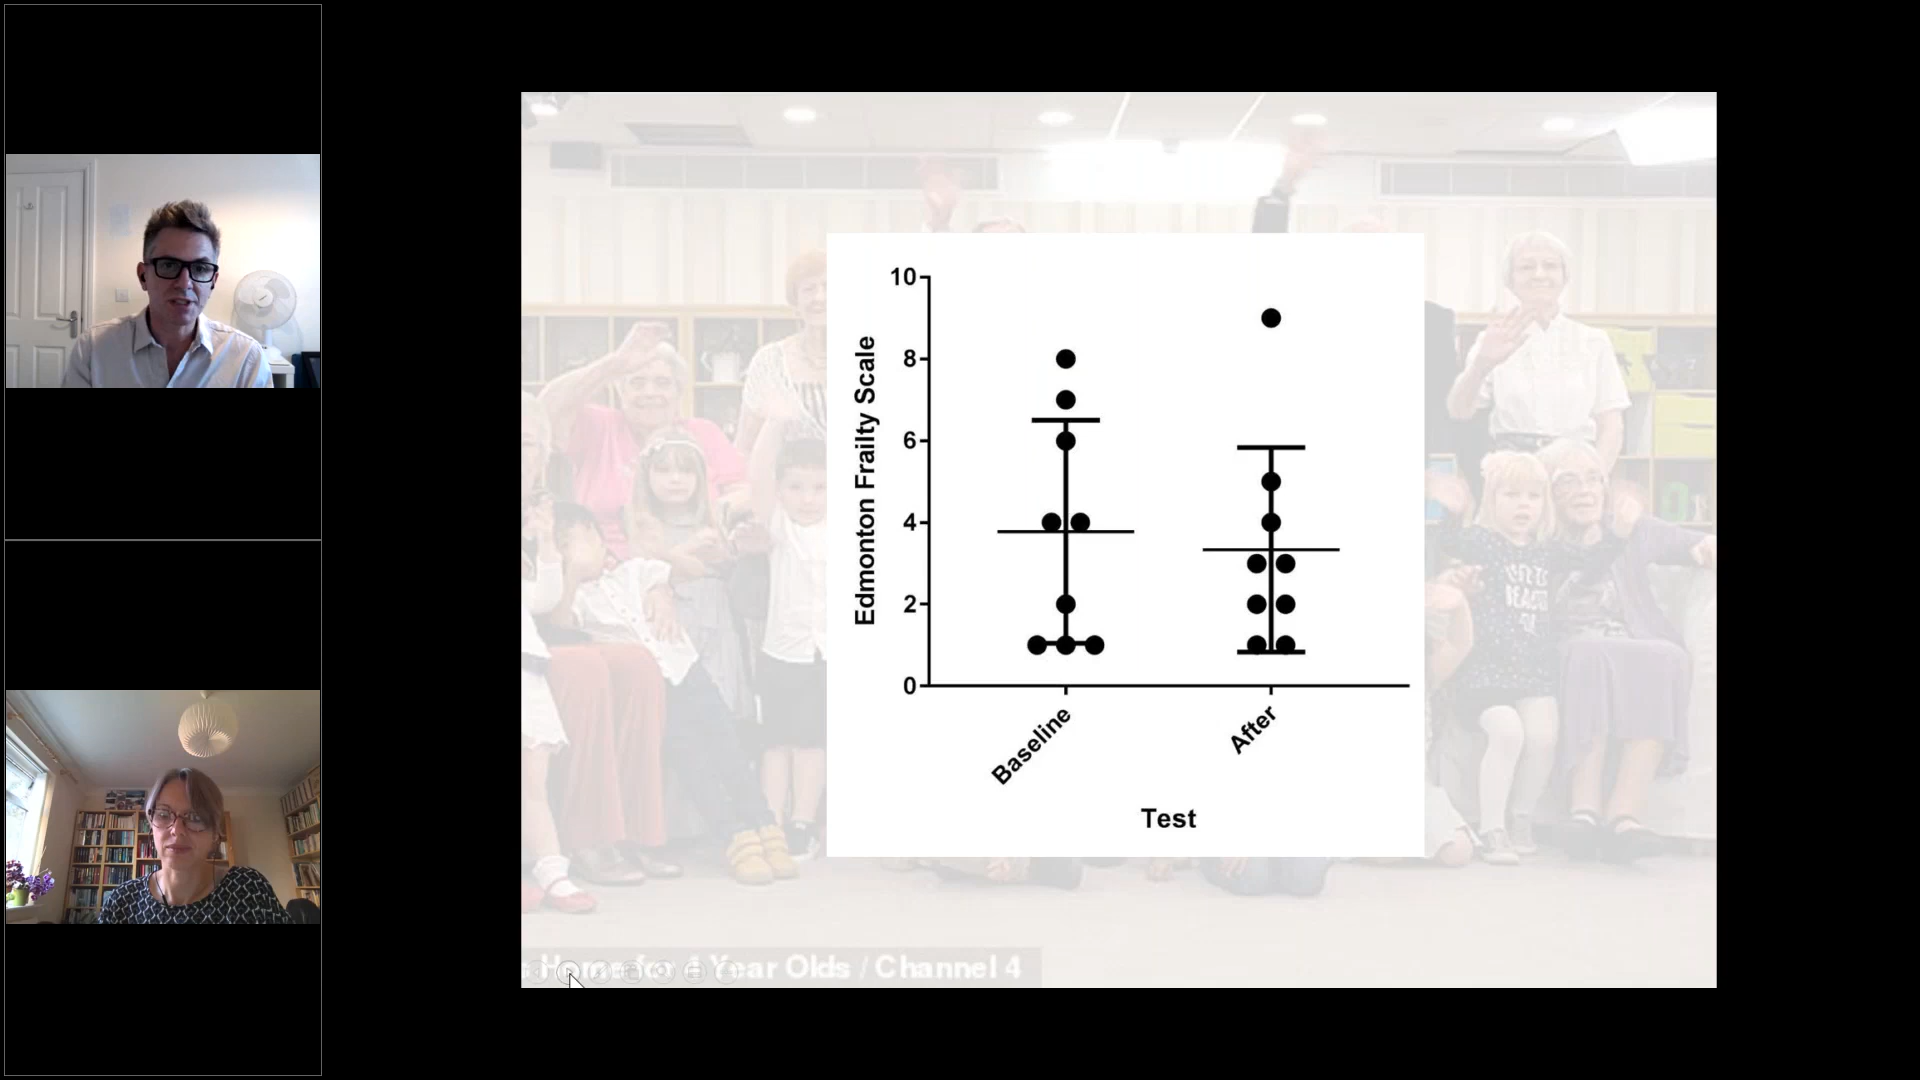 10
8
6
4
2
0
Edmonton Frailty Scale
Baseline
After
Test
Year Olds / Channel 4